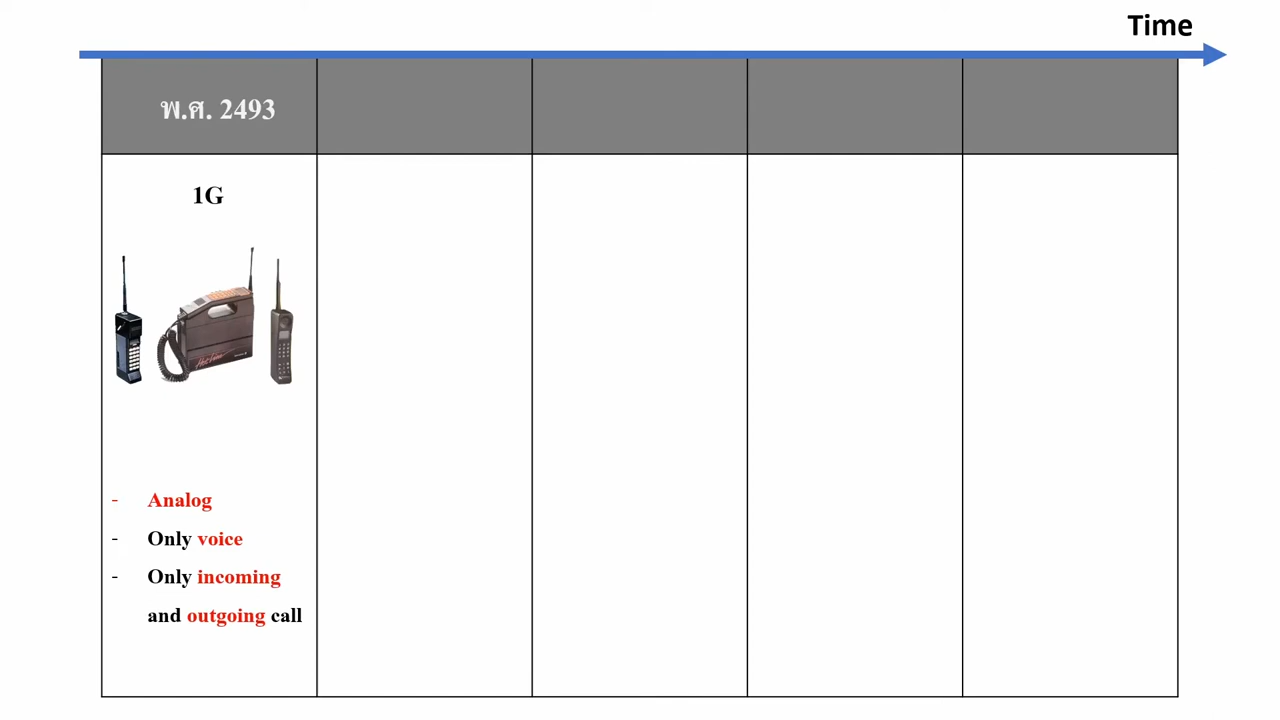 Time
พ.ศ. 2493
1G
- Analog
- Only voice
- Only incoming
and outgoing call